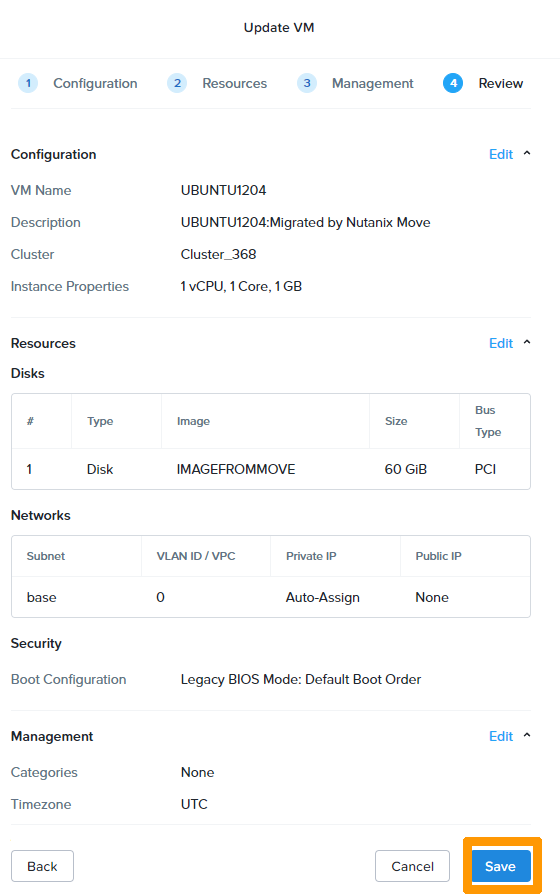 Update VM
1 Configuration 2 Resources 3 Management 4 Review
Configuration Edit
VM Name UBUNTU1204
Description UBUNTU1204:Migrated by Nutanix Move
Cluster Cluster_368
Instance Properties 1 vCPU, 1 Core, 1 GB
Resources Edit
Disks
# Type Image Size Bus Type
1 Disk IMAGEFROMMOVE 60 GiB PCI
Networks
Subnet VLAN ID / VPC Private IP Public IP
base 0 Auto-Assign None
Security
Boot Configuration Legacy BIOS Mode: Default Boot Order
Management Edit
Categories None
Timezone UTC
Back Cancel Save